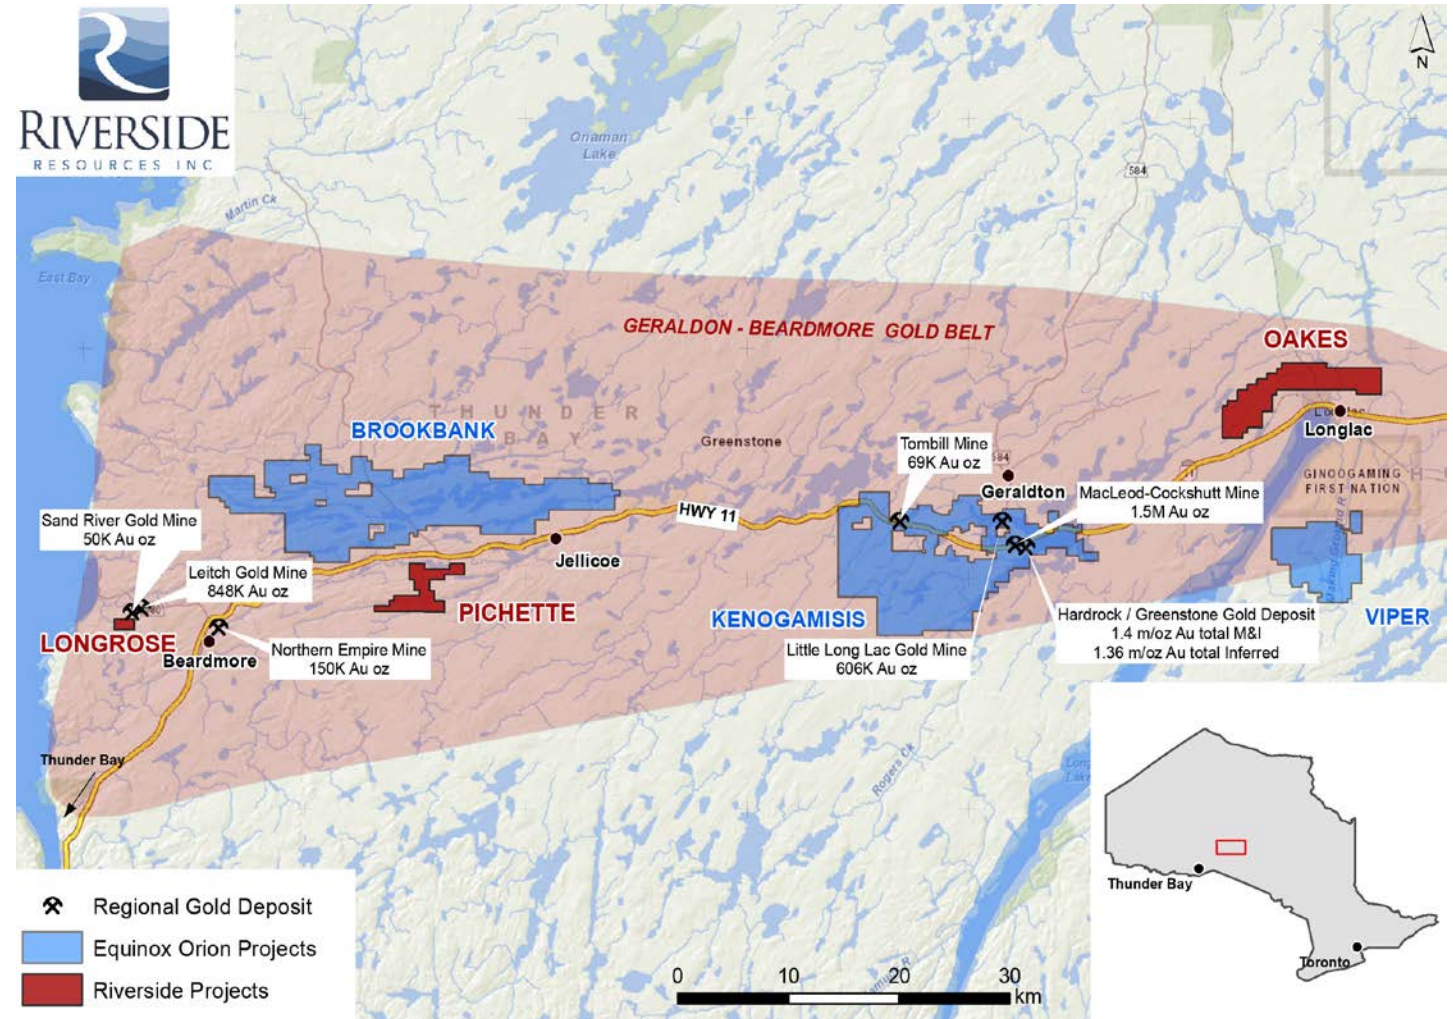 RIVERSIDE
RESOURCES INC
N
Onaman
Lake
584
Martin Ck
East Bay
GERALDON - BEARDMORE GOLD BELT
OAKES
THUNDER
BAY
BROOKBANK
Greenstone
Tombill Mine
69K Au oz
584
Geraldton
Longlac
GINOOGAMING
FIRST NATION
MacLeod-Cockshutt Mine
1.5M Au oz
HWY 11
Sand River Gold Mine
50K Au oz
Jellicoe
Leitch Gold Mine
848K Au oz
PICHETTE
KENOGAMISIS
Hardrock / Greenstone Gold Deposit
1.4 m/oz Au total M&I
1.36 m/oz Au total Inferred
VIPER
LONGROSE
Beardmore
Northern Empire Mine
150K Au oz
Little Long Lac Gold Mine
606K Au oz
Thunder Bay
Rogers Ck
Regional Gold Deposit
Equinox Orion Projects
Riverside Projects
0 10 20 30
km
Thunder Bay
Toronto